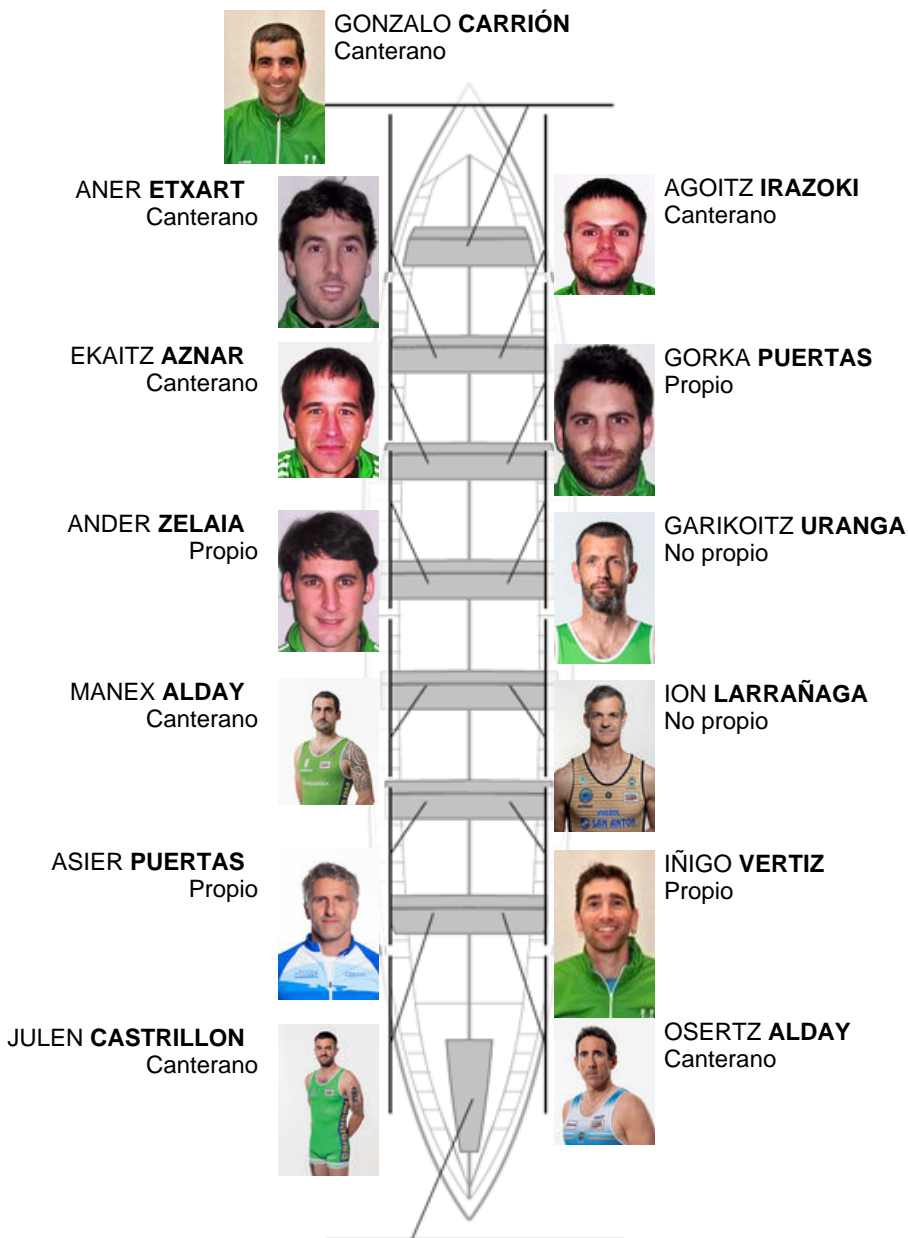 GONZALO CARRIÓN
Canterano
ANER ETXART
Canterano
AGOITZ IRAZOKI
Canterano
EKAITZ AZNAR
Canterano
GORKA PUERTAS
Propio
ANDER ZELAIA
Propio
GARIKOITZ URANGA
No propio
MANEX ALDAY
Canterano
ION LARRAÑAGA
No propio
SAN ANTON
ASIER PUERTAS
Propio
IÑIGO VERTIZ
Propio
JULEN CASTRILLON
Canterano
OSERTZ ALDAY
Canterano